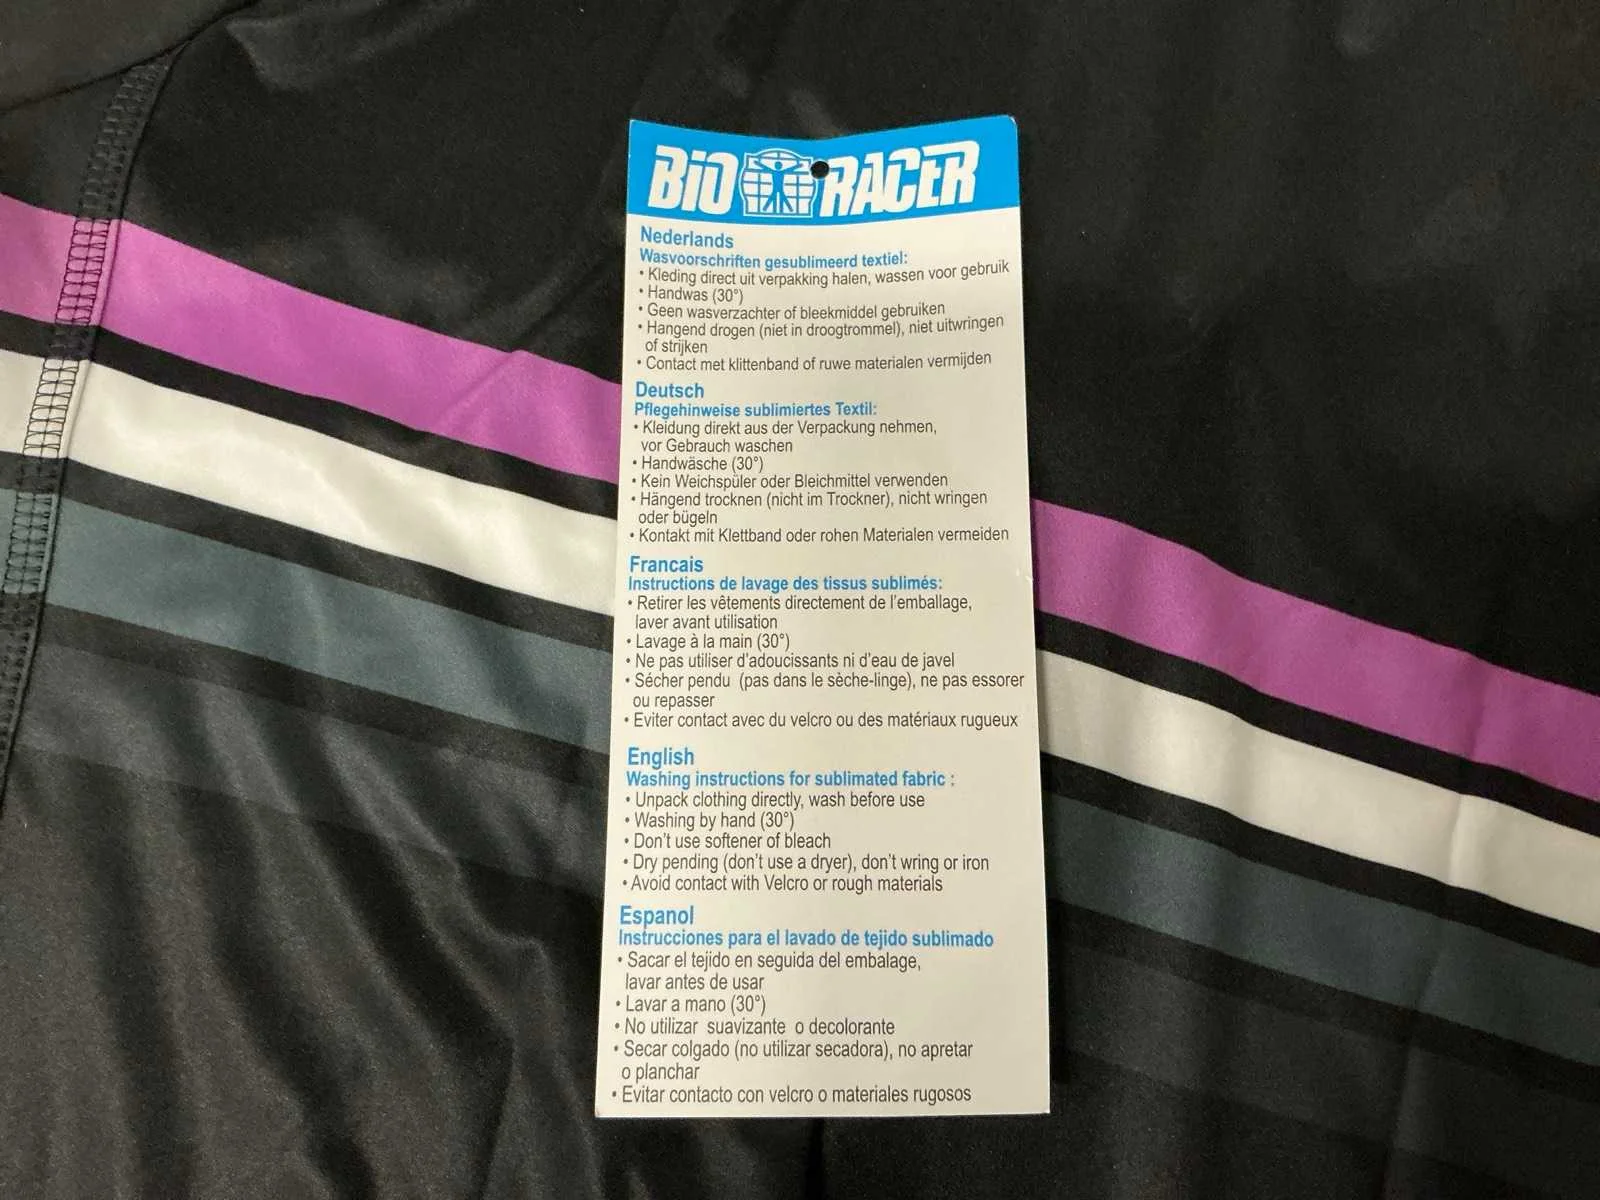 BIORACER
Nederlands
Wasvoorschriften gesublimeerd textiel:
• Kleding direct uit verpakking halen, wassen voor gebruik
• Handwas (30°)
• Geen wasverzachter of bleekmiddel gebruiken
• Hangend drogen (niet in droogtrommel), niet uitwringen
of strijken
• Contact met klittenband of ruwe materialen vermijden
Deutsch
Pflegehinweise sublimiertes Textil:
• Kleidung direkt aus der Verpackung nehmen,
vor Gebrauch waschen
• Handwäsche (30°)
• Kein Weichspüler oder Bleichmittel verwenden
• Hängend trocknen (nicht im Trockner), nicht wringen
oder bügeln
• Kontakt mit Klettband oder rohen Materialen vermeiden
Francais
Instructions de lavage des tissus sublimés:
• Retirer les vêtements directement de l'emballage,
laver avant utilisation
• Lavage à la main (30°)
• Ne pas utiliser d'adoucissants ni d'eau de javel
• Sécher pendu (pas dans le sèche-linge), ne pas essorer
ou repasser
• Eviter contact avec du velcro ou des matériaux rugueux
English
Washing instructions for sublimated fabric :
• Unpack clothing directly, wash before use
• Washing by hand (30°)
• Don't use softener of bleach
• Dry pending (don't use a dryer), don't wring or iron
• Avoid contact with Velcro or rough materials
Espanol
Instrucciones para el lavado de tejido sublimado
• Sacar el tejido en seguida del embalage,
lavar antes de usar
• Lavar a mano (30°)
• No utilizar suavizante o decolorante
• Secar colgado (no utilizar secadora), no apretar
o planchar
• Evitar contacto con velcro o materiales rugosos